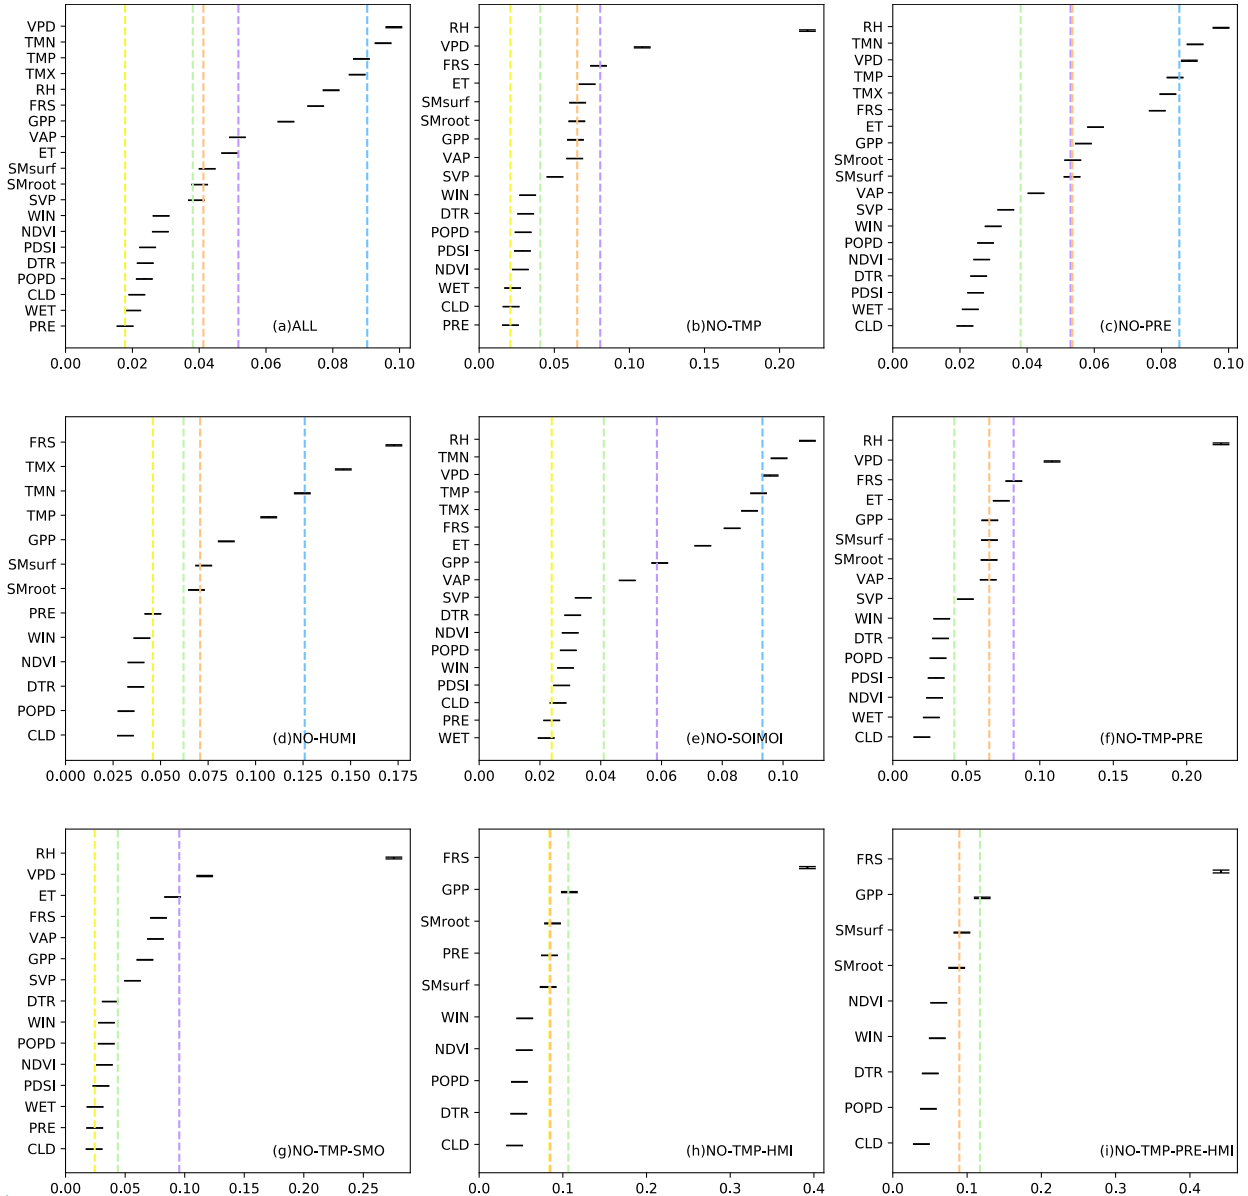 VPD
TMN
TMP
TMX
RH
FRS
GPP
VAP
ET
SMsurf
SMroot
SVP
WIN
NDVI
PDSI
DTR
POPD
CLD
WET
PRE
(a)ALL
0.00 0.02 0.04 0.06 0.08 0.10
RH
VPD
FRS
ET
SMsurf
SMroot
GPP
VAP
SVP
WIN
DTR
POPD
PDSI
NDVI
WET
CLD
PRE
(b)NO-TMP
0.00 0.05 0.10 0.15 0.20
RH
TMN
VPD
TMP
TMX
FRS
ET
GPP
SMroot
SMsurf
VAP
SVP
WIN
POPD
NDVI
DTR
PDSI
WET
CLD
(c)NO-PRE
0.00 0.02 0.04 0.06 0.08 0.10
FRS
TMX
TMN
TMP
GPP
SMsurf
SMroot
PRE
WIN
NDVI
DTR
POPD
CLD
(d)NO-HUMI
0.000 0.025 0.050 0.075 0.100 0.125 0.150 0.175
RH
TMN
VPD
TMP
TMX
FRS
ET
GPP
VAP
SVP
DTR
NDVI
POPD
WIN
PDSI
CLD
PRE
WET
(e)NO-SOIMOI
0.00 0.02 0.04 0.06 0.08 0.10
RH
VPD
FRS
ET
GPP
SMsurf
SMroot
VAP
SVP
WIN
DTR
POPD
PDSI
NDVI
WET
CLD
(f)NO-TMP-PRE
0.00 0.05 0.10 0.15 0.20
RH
VPD
ET
FRS
VAP
GPP
SVP
DTR
WIN
POPD
NDVI
PDSI
WET
PRE
CLD
(g)NO-TMP-SMO
0.00 0.05 0.10 0.15 0.20 0.25
FRS
GPP
SMroot
PRE
SMsurf
WIN
NDVI
POPD
DTR
CLD
(h)NO-TMP-HMI
0.0 0.1 0.2 0.3 0.4
FRS
GPP
SMsurf
SMroot
NDVI
WIN
DTR
POPD
CLD
(i)NO-TMP-PRE-HMI
0.0 0.1 0.2 0.3 0.4